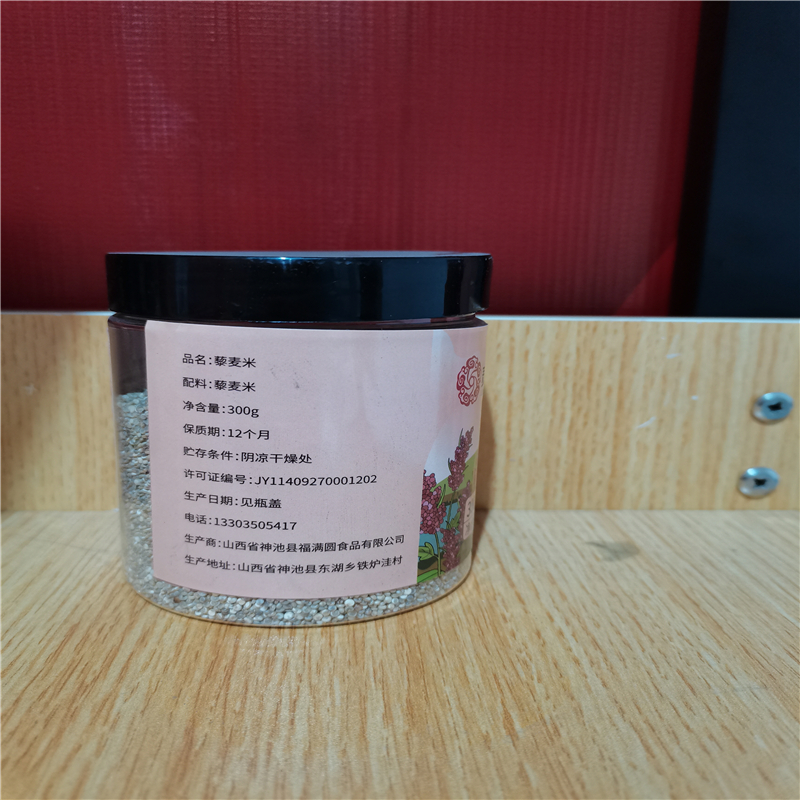 品名:藜麦米
配料:藜麦米
净含量:300g
保质期:12个月
贮存条件:阴凉干燥处
许可证编号:JY11409270001202
生产日期:见瓶盖
电话:13303505417
生产商:山西省神池县福满圆食品有限公司
生产地址:山西省神池县东湖乡铁炉洼村